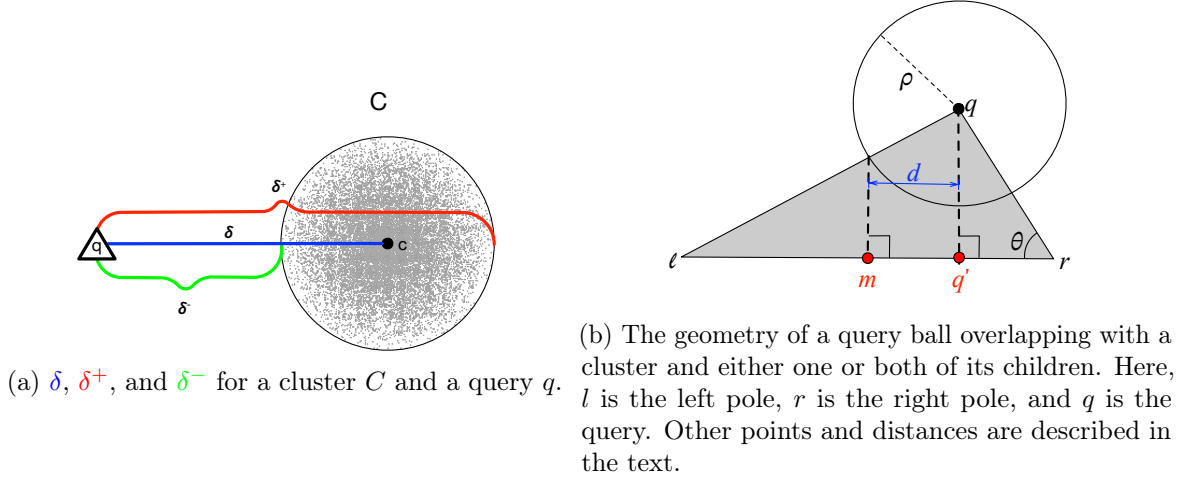 C
δ⁺
δ
q
c
δ⁻
(a) δ, δ⁺, and δ⁻ for a cluster C and a query q.
ρ
q
d
θ
ℓ
r
m
q'
(b) The geometry of a query ball overlapping with a
cluster and either one or both of its children. Here,
l is the left pole, r is the right pole, and q is the
query. Other points and distances are described in
the text.